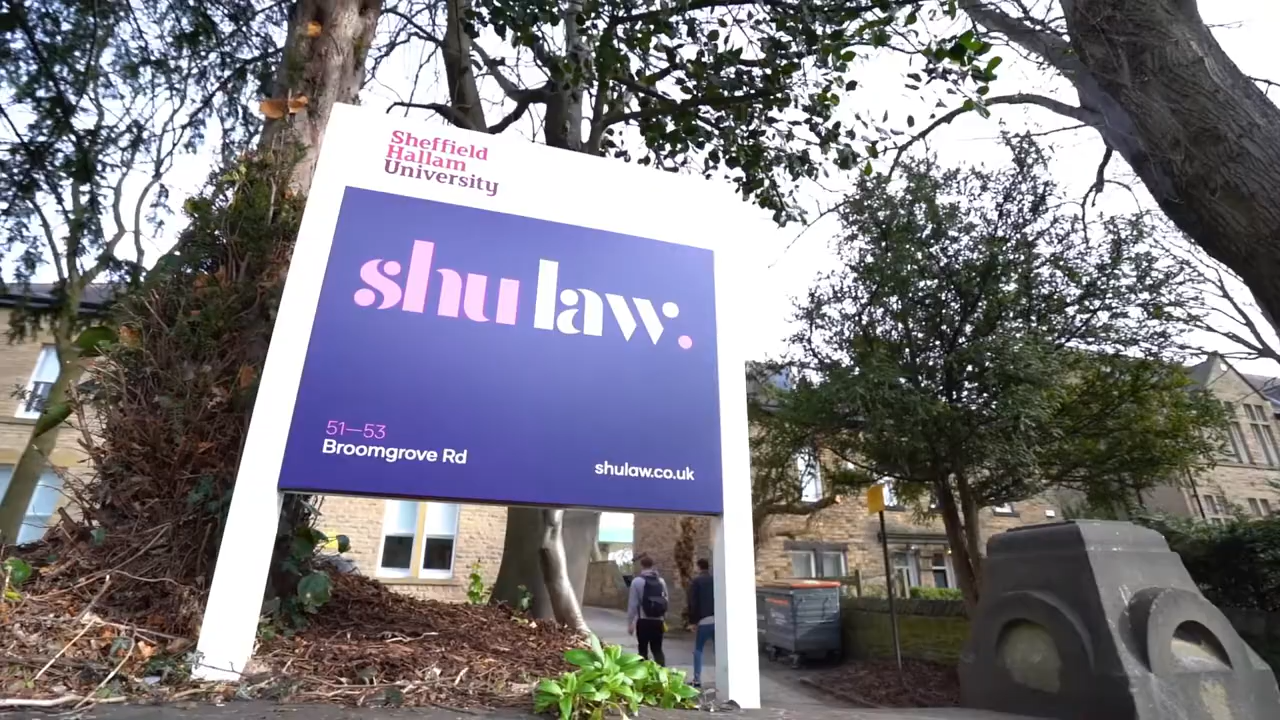 Sheffield
Hallam
University
shu law.
51—53
Broomgrove Rd
shulaw.co.uk